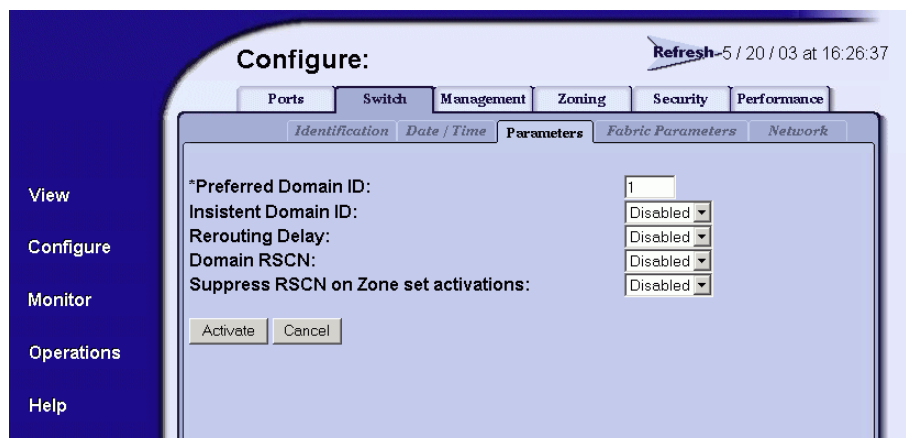 Configure:
Refresh 5 / 20 / 03 at 16:26:37
Ports Switch Management Zoning Security Performance
Identification Date / Time Parameters Fabric Parameters Network
*Preferred Domain ID: 1
Insistent Domain ID: Disabled
Rerouting Delay: Disabled
Domain RSCN: Disabled
Suppress RSCN on Zone set activations: Disabled
Activate Cancel
View
Configure
Monitor
Operations
Help